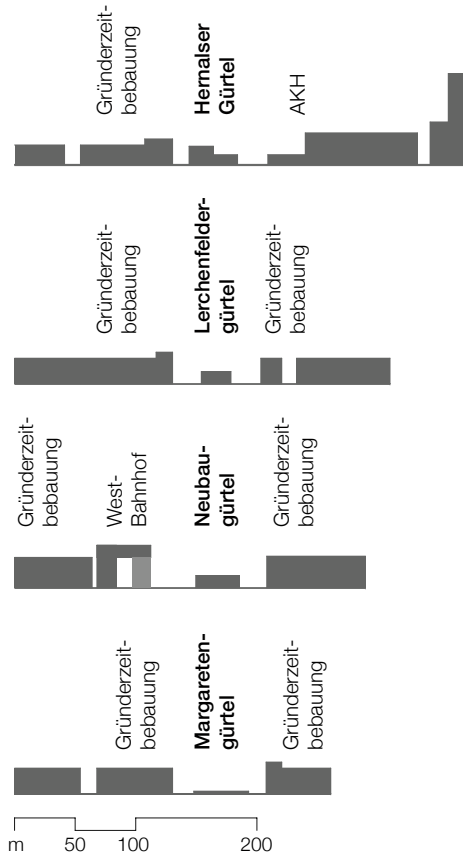 Gründerzeit-
bebauung
Hernalser
Gürtel
AKH
Gründerzeit-
bebauung
Lerchenfelder-
gürtel
Gründerzeit-
bebauung
Gründerzeit-
bebauung
West-
Bahnhof
Neubau-
gürtel
Gründerzeit-
bebauung
Gründerzeit-
bebauung
Margareten-
gürtel
Gründerzeit-
bebauung
m 50 100 200